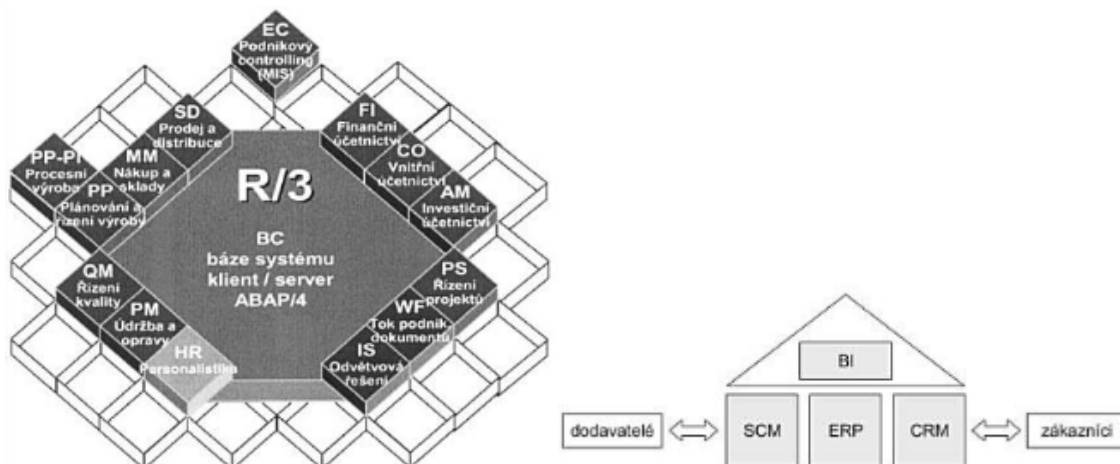 EC
Podnikový
controlling
(MIS)
SD
Prodej a
distribuce
FI
Finanční
účetnictví
MM
Nákup a
sklady
CO
Vnitřní
účetnictví
PP-PI
Procesní
výroba
PP
Plánování a
řízení výroby
AM
Investiční
účetnictví
R/3
BC
báze systému
klient / server
ABAP/4
QM
Řízení
kvality
PM
Údržba a
opravy
HR
Personalistika
PS
Řízení
projektů
WF
Tok podnik.
dokumentů
IS
Odvětvová
řešení
BI
dodavatelé
SCM
ERP
CRM
zákazníci